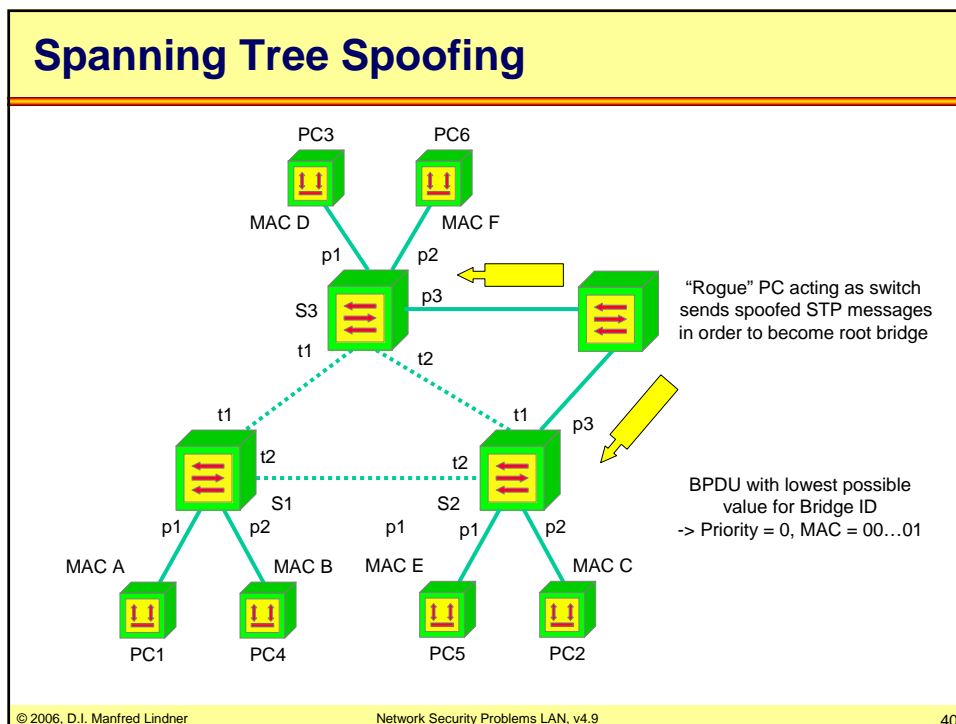 Spanning Tree Spoofing
PC3
PC6
MAC D
MAC F
p1
p2
p3
S3
“Rogue” PC acting as switch
sends spoofed STP messages
in order to become root bridge
t1
t2
t1
t1
p3
t2
t2
S1
S2
BPDU with lowest possible
value for Bridge ID
-> Priority = 0, MAC = 00…01
p1
p2
p1
p1
p2
MAC A
MAC B
MAC E
MAC C
PC1
PC4
PC5
PC2
© 2006, D.I. Manfred Lindner
Network Security Problems LAN, v4.9
40